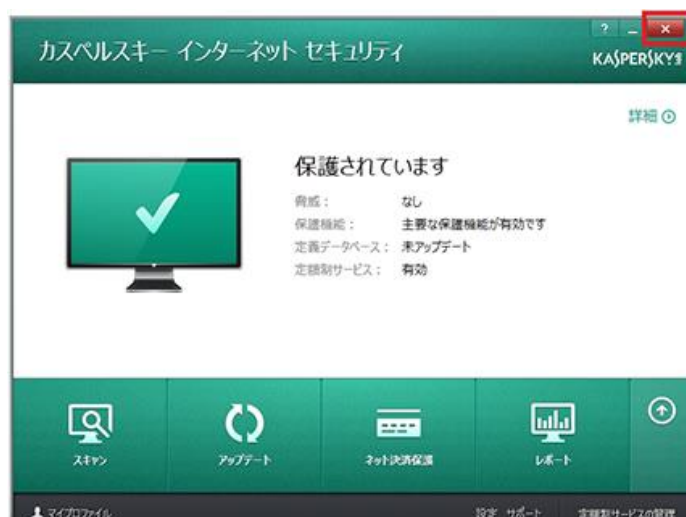 カスペルスキー インターネット セキュリティ
? _ ×
KASPERSKY
詳細
保護されています
脅威： なし
保護機能： 主要な保護機能が有効です
定義データベース： 未アップデート
定額制サービス： 有効
スキャン
アップデート
ネット決済保護
レポート
マイプロファイル
設定 サポート 定額制サービスの管理